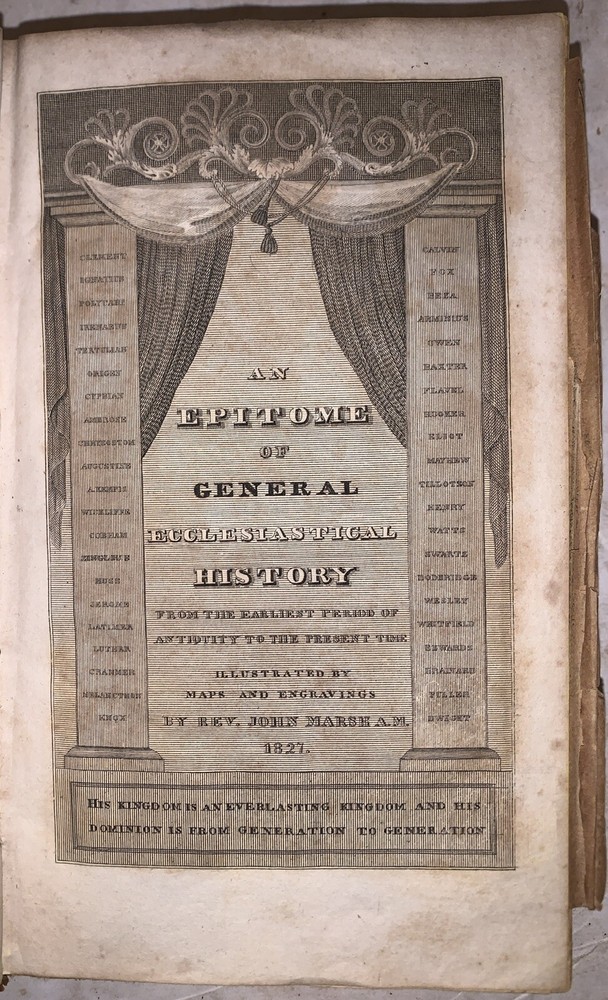 CLEMENT
IGNATIUS
POLYCARP
IRENAEUS
TERTULIAN
ORIGEN
CYPRIAN
AMBROSE
CHRYSOSTOM
AUGUSTINE
A.KEMPIS
WICKLIFFE
COBHAM
ZINGLIUS
HUSS
JEROME
LATIMER
LUTHER
CRANMER
MELANCTHON
KNOX
AN
EPITOME
OF
GENERAL
ECCLESIASTICAL
HISTORY
FROM THE EARLIEST PERIOD OF
ANTIQUITY TO THE PRESENT TIME
ILLUSTRATED BY
MAPS AND ENGRAVINGS
BY REV. JOHN MARSH A.M.
1827.
CALVIN
FOX
BEZA
ARMINIUS
OWEN
BAXTER
FLAVEL
HOOKER
ELIOT
MAYHEW
TILLOTSON
HENRY
WATTS
SWARTZ
DODDRIDGE
WESLEY
WHITFIELD
EDWARDS
BRAINARD
FULLER
DWIGHT
HIS KINGDOM IS AN EVERLASTING KINGDOM AND HIS
DOMINION IS FROM GENERATION TO GENERATION